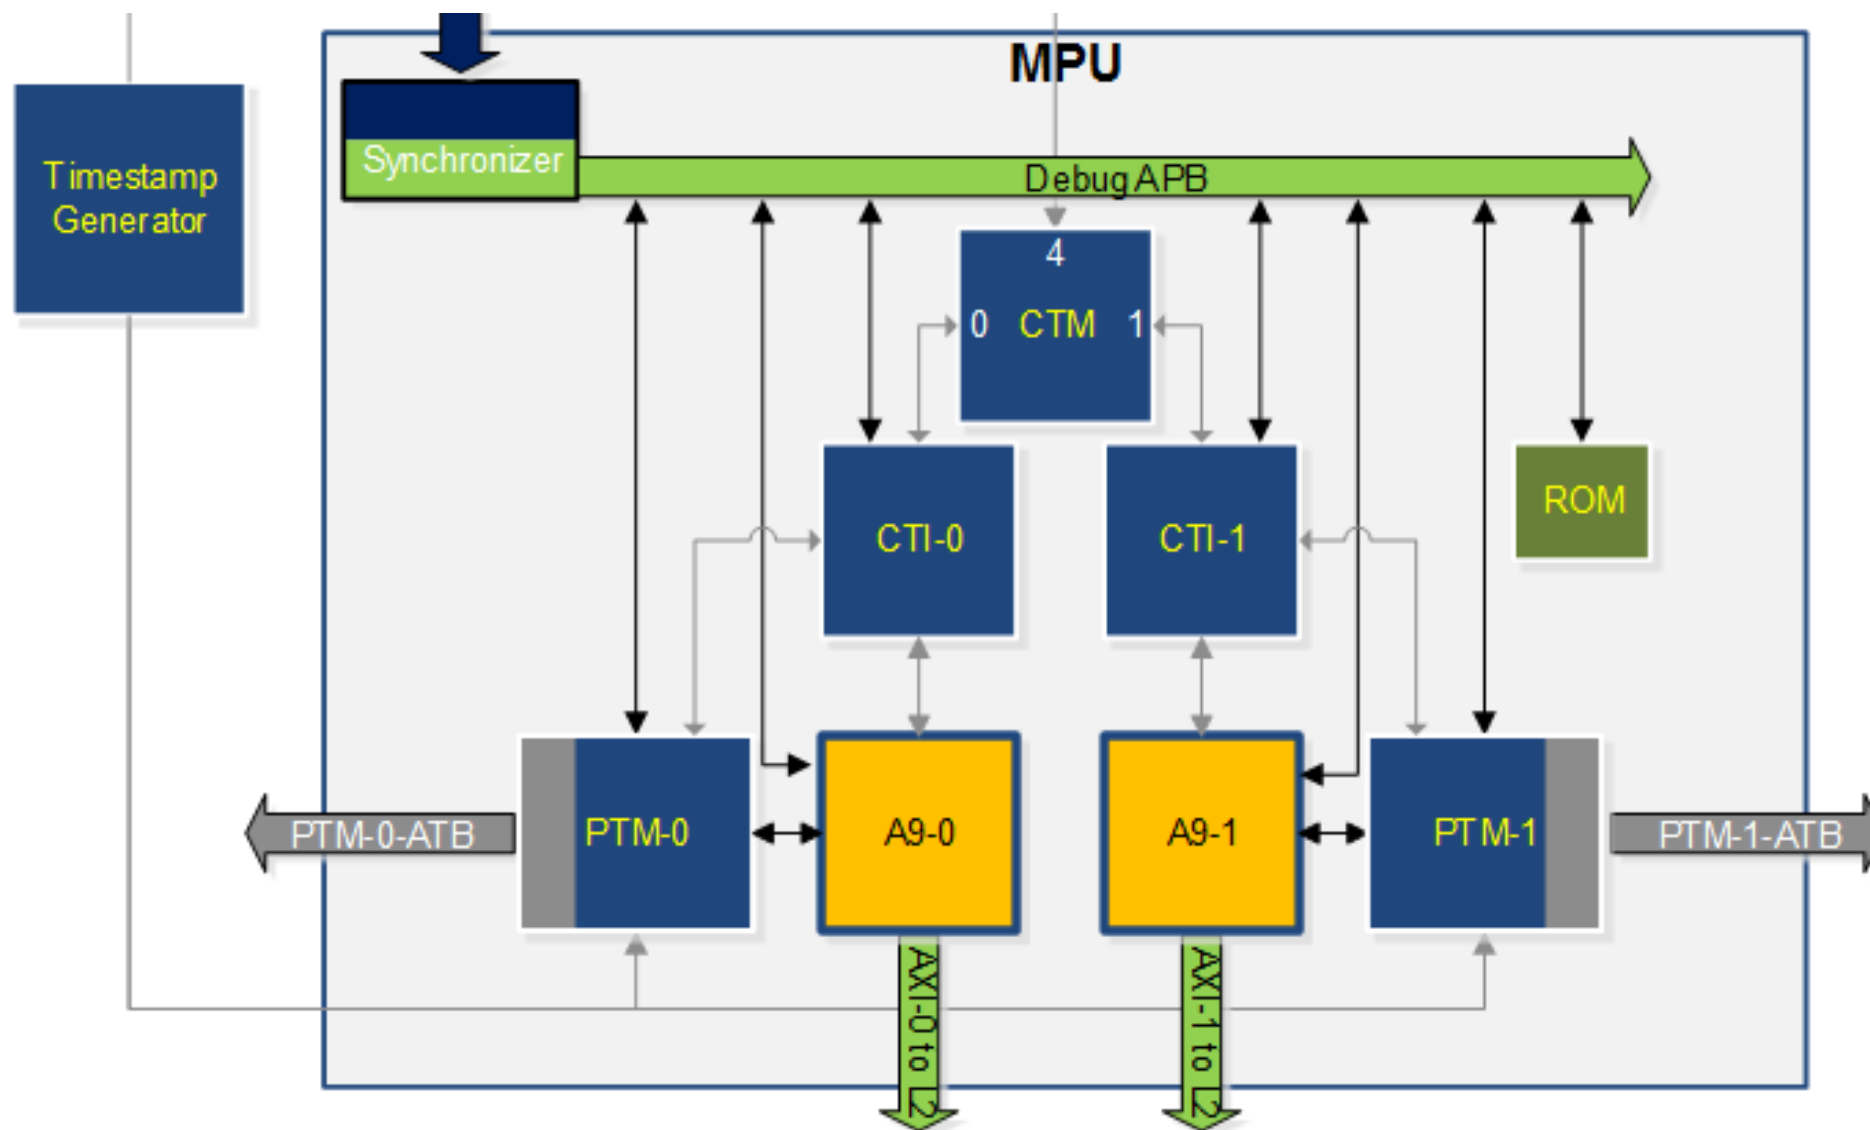 MPU
Timestamp
Generator
Synchronizer
Debug APB
4
0 CTM 1
CTI-0
CTI-1
ROM
PTM-0-ATB
PTM-0
A9-0
A9-1
PTM-1
PTM-1-ATB
AXI-0 to L2
AXI-1 to L2